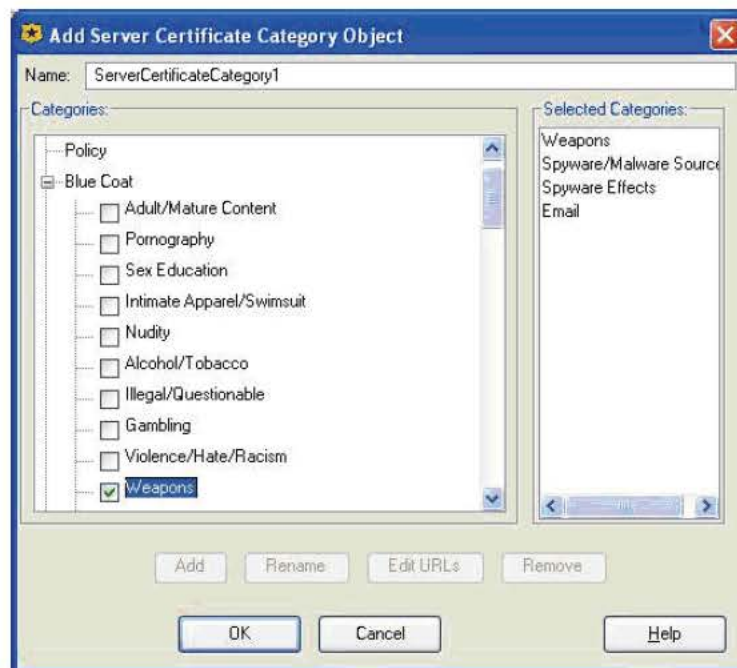 Add Server Certificate Category Object
Name: ServerCertificateCategory1
Categories:
Policy
Blue Coat
Adult/Mature Content
Pornography
Sex Education
Intimate Apparel/Swimsuit
Nudity
Alcohol/Tobacco
Illegal/Questionable
Gambling
Violence/Hate/Racism
Weapons
Selected Categories:
Weapons
Spyware/Malware Source
Spyware Effects
Email
Add Rename Edit URLs Remove
OK Cancel Help